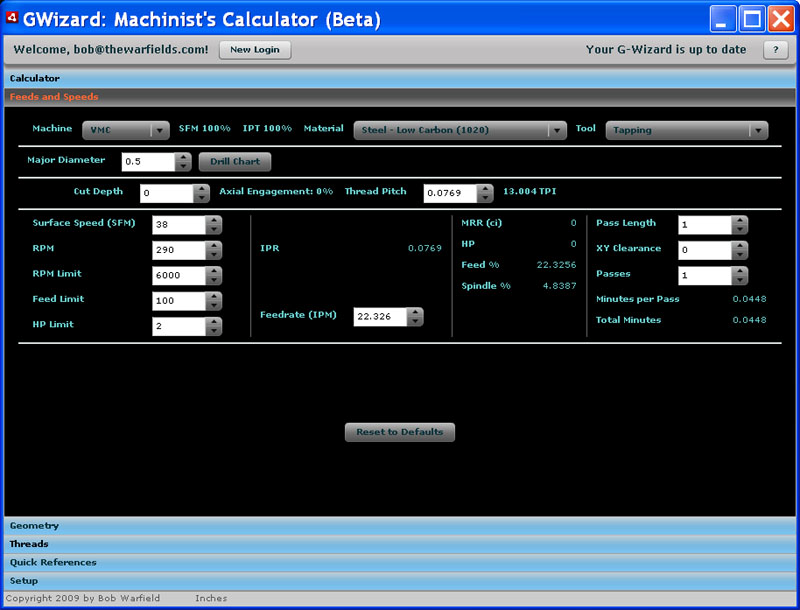 4 GWizard: Machinist's Calculator (Beta)
Welcome, bob@thewarfields.com! New Login Your G-Wizard is up to date ?
Calculator
Feeds and Speeds
Machine VMC SFM 100% IPT 100% Material Steel - Low Carbon (1020) Tool Tapping
Major Diameter 0.5 Drill Chart
Cut Depth 0 Axial Engagement: 0% Thread Pitch 0.0769 13.004 TPI
Surface Speed (SFM) 38 MRR (ci) 0 Pass Length 1
RPM 290 IPR 0.0769 HP 0 XY Clearance 0
RPM Limit 6000 Feed % 22.3256 Passes 1
Feed Limit 100 Spindle % 4.8387 Minutes per Pass 0.0448
HP Limit 2 Feedrate (IPM) 22.326 Total Minutes 0.0448
Reset to Defaults
Geometry
Threads
Quick References
Setup
Copyright 2009 by Bob Warfield Inches